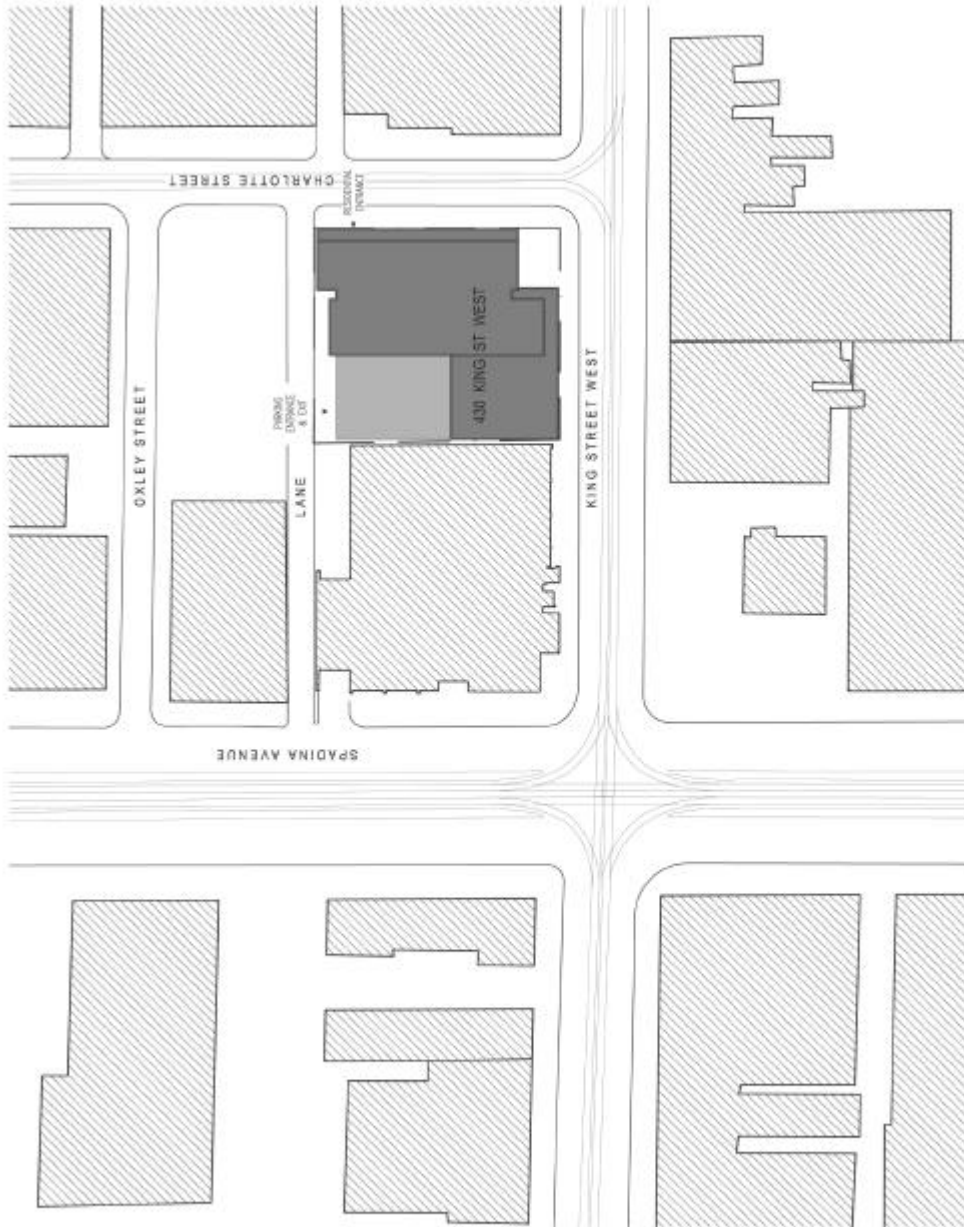 CHARLOTTE STREET
RESIDENTIAL
ENTRANCE
430 KING ST WEST
PARKING
ENTRANCE
& EXIT
OXLEY STREET
LANE
KING STREET WEST
SPADINA AVENUE